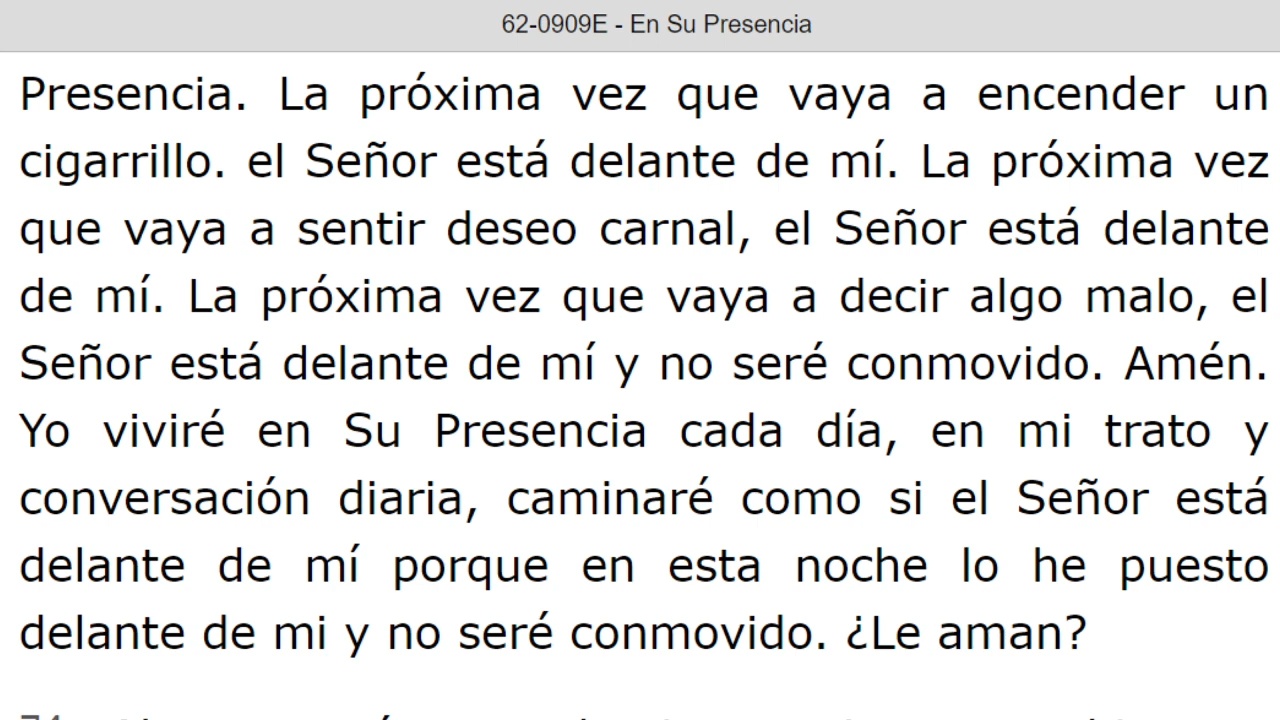 62-0909E - En Su Presencia
Presencia. La próxima vez que vaya a encender un
cigarrillo. el Señor está delante de mí. La próxima vez
que vaya a sentir deseo carnal, el Señor está delante
de mí. La próxima vez que vaya a decir algo malo, el
Señor está delante de mí y no seré conmovido. Amén.
Yo viviré en Su Presencia cada día, en mi trato y
conversación diaria, caminaré como si el Señor está
delante de mí porque en esta noche lo he puesto
delante de mi y no seré conmovido. ¿Le aman?